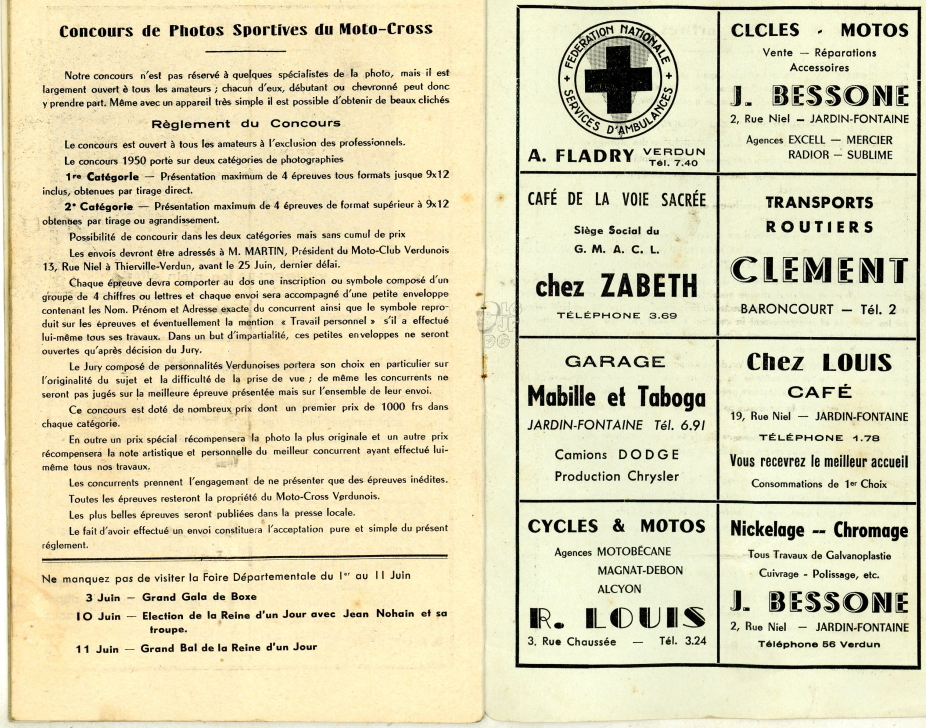 Concours de Photos Sportives du Moto-Cross
Notre concours n'est pas réservé à quelques spécialistes de la photo, mais il est
largement ouvert è tous les amateurs ; chacun d'eux, débutant ou chevronné peut donc
y prendre part. Même avec un appareil très simple il est possible d'obtenir de beaux clichés
Règlement du Concours
Le concours est ouvert à tous les amateurs à l'exclusion des professionnels.
Le concours 1950 porte sur deux catégories de photographies
1re Catégorie — Présentation maximum de 4 épreuves tous formats jusque 9x12
inclus, obtenues par tirage direct.
2e Catégorie — Présentation maximum de 4 épreuves de format supérieur à 9x12
obtenues par tirage ou agrandissement.
Possibilité de concourir dans les deux catégories mais sans cumul de prix
Les envois devront être adressés à M. MARTIN, Président du Moto-Club Verdunois
13, Rue Niel à Thierville-Verdun, avant le 25 Juin, dernier délai.
Chaque épreuve devra comporter au dos une inscription ou symbole composé d'un
groupe de 4 chiffres ou lettres et chaque envoi sera accompagné d'une petite enveloppe
contenant les Nom. Prénom et Adresse exacte du concurrent ainsi que le symbole repro-
duit sur les épreuves et éventuellement la mention « Travail personnel » s'il a effectué
lui-même tous ses travaux. Dans un but d'impartialité, ces petites enveloppes ne seront
ouvertes qu'après décision du Jury.
Le Jury composé de personnalités Verdunoises portera son choix en particulier sur
l'originalité du sujet et la difficulté de la prise de vue ; de même les concurrents ne
seront pas jugés sur la meilleure épreuve présentée mais sur l'ensemble de leur envoi.
Ce concours est doté de nombreux prix dont un premier prix de 1000 frs dans
chaque catégorie.
En outre un prix spécial récompensera la photo la plus originale et un autre prix
récompensera la note artistique et personnelle du meilleur concurrent ayant effectué lui-
même tous nos travaux.
Les concurrents prennent l'engagement de ne présenter que des épreuves inédites.
Toutes les épreuves resteront la propriété du Moto-Cross Verdunois.
Les plus belles épreuves seront publiées dans la presse locale.
Le fait d'avoir effectué un envoi constituera l'acceptation pure et simple du présent
réglement.
Ne manquez pas de visiter la Foire Départementale du 1er au 11 Juin
3 Juin — Grand Gala de Boxe
10 Juin — Election de la Reine d'un Jour avec Jean Nohain et sa
troupe.
11 Juin — Grand Bal de la Reine d'un Jour
FEDERATION NATIONALE
SERVICES D'AMBULANCES
A. FLADRY VERDUN
Tél. 7.40
CLCLES - MOTOS
Vente — Réparations
Accessoires
J. BESSONE
2, Rue Niel — JARDIN-FONTAINE
Agences EXCELL — MERCIER
RADIOR — SUBLIME
CAFÉ DE LA VOIE SACRÉE
Siège Social du
G. M. A. C. L.
chez ZABETH
TÉLÉPHONE 3.69
TRANSPORTS
ROUTIERS
CLEMENT
BARONCOURT — Tél. 2
GARAGE
Mabille et Taboga
JARDIN-FONTAINE Tél. 6.91
Camions DODGE
Production Chrysler
Chez LOUIS
CAFÉ
19, Rue Niel — JARDIN-FONTAINE
TÉLÉPHONE 1.78
Vous recevrez le meilleur accueil
Consommations de 1er Choix
CYCLES & MOTOS
Agences MOTOBÉCANE
MAGNAT-DEBON
ALCYON
R. LOUIS
3, Rue Chaussée — Tél. 3.24
Nickelage -- Chromage
Tous Travaux de Galvanoplastie
Cuivrage - Polissage, etc.
J. BESSONE
2, Rue Niel — JARDIN-FONTAINE
Téléphone 56 Verdun